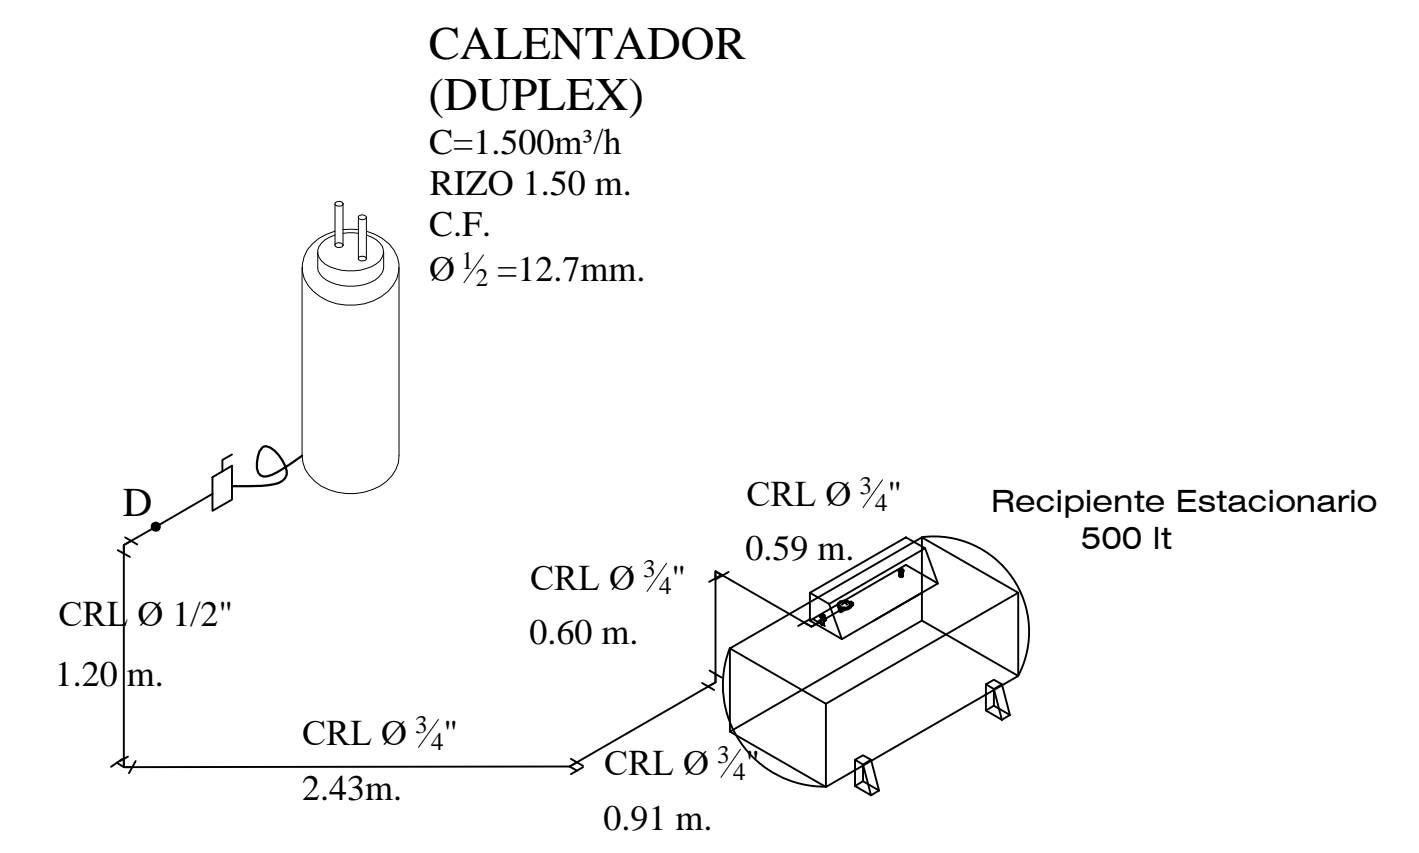 CALENTADOR
(DUPLEX)
C=1.500m³/h
RIZO 1.50 m.
C.F.
Ø ½ =12.7mm.
D
CRL Ø 1/2"
1.20 m.
CRL Ø ¾"
2.43m.
CRL Ø ¾"
0.91 m.
CRL Ø ¾"
0.60 m.
CRL Ø ¾"
0.59 m.
Recipiente Estacionario
500 lt